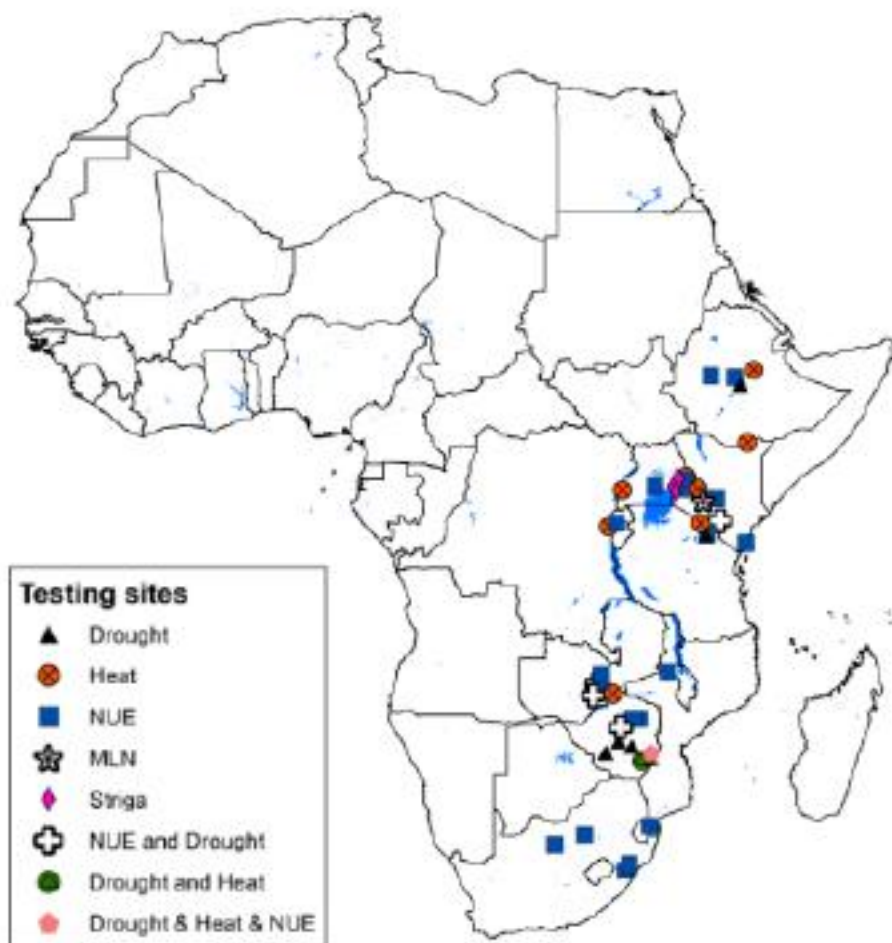 Testing sites
Drought
Heat
NUE
MLN
Striga
NUE and Drought
Drought and Heat
Drought & Heat & NUE